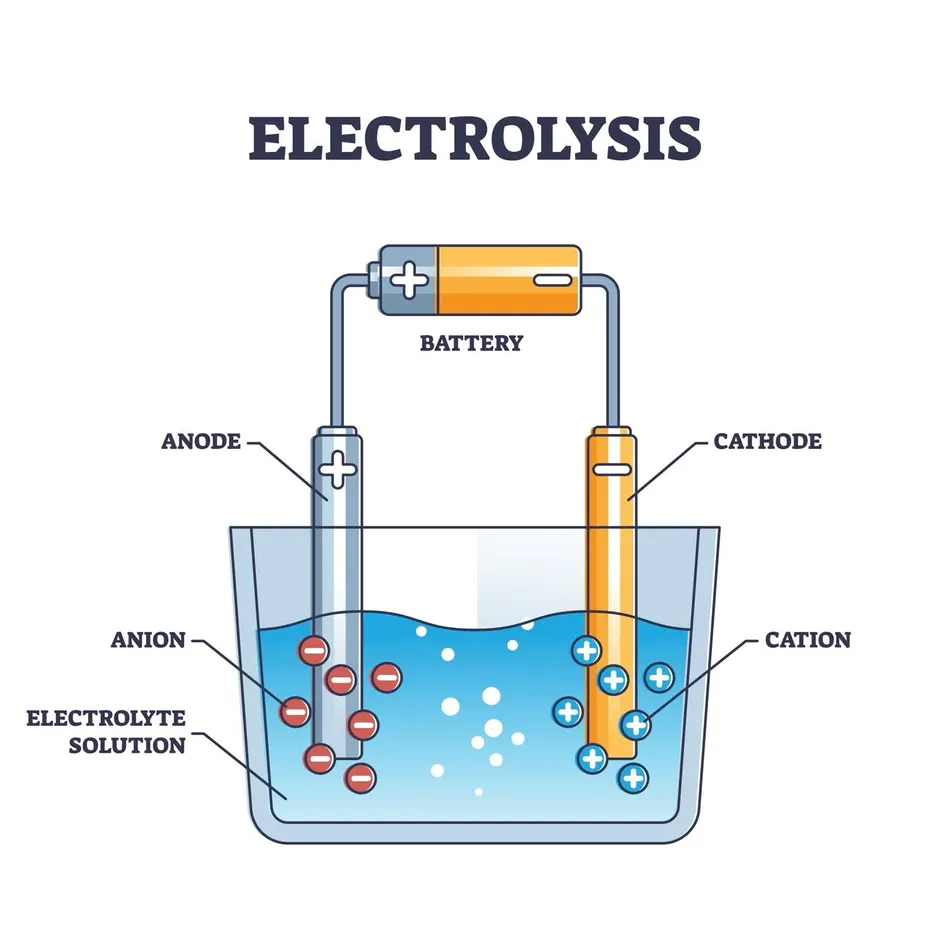 ELECTROLYSIS
BATTERY
ANODE
CATHODE
ANION
CATION
ELECTROLYTE
SOLUTION